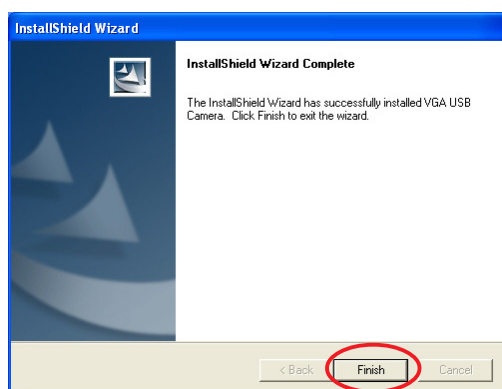 InstallShield Wizard
InstallShield Wizard Complete
The InstallShield Wizard has successfully installed VGA USB
Camera. Click Finish to exit the wizard.
< Back
Finish
Cancel